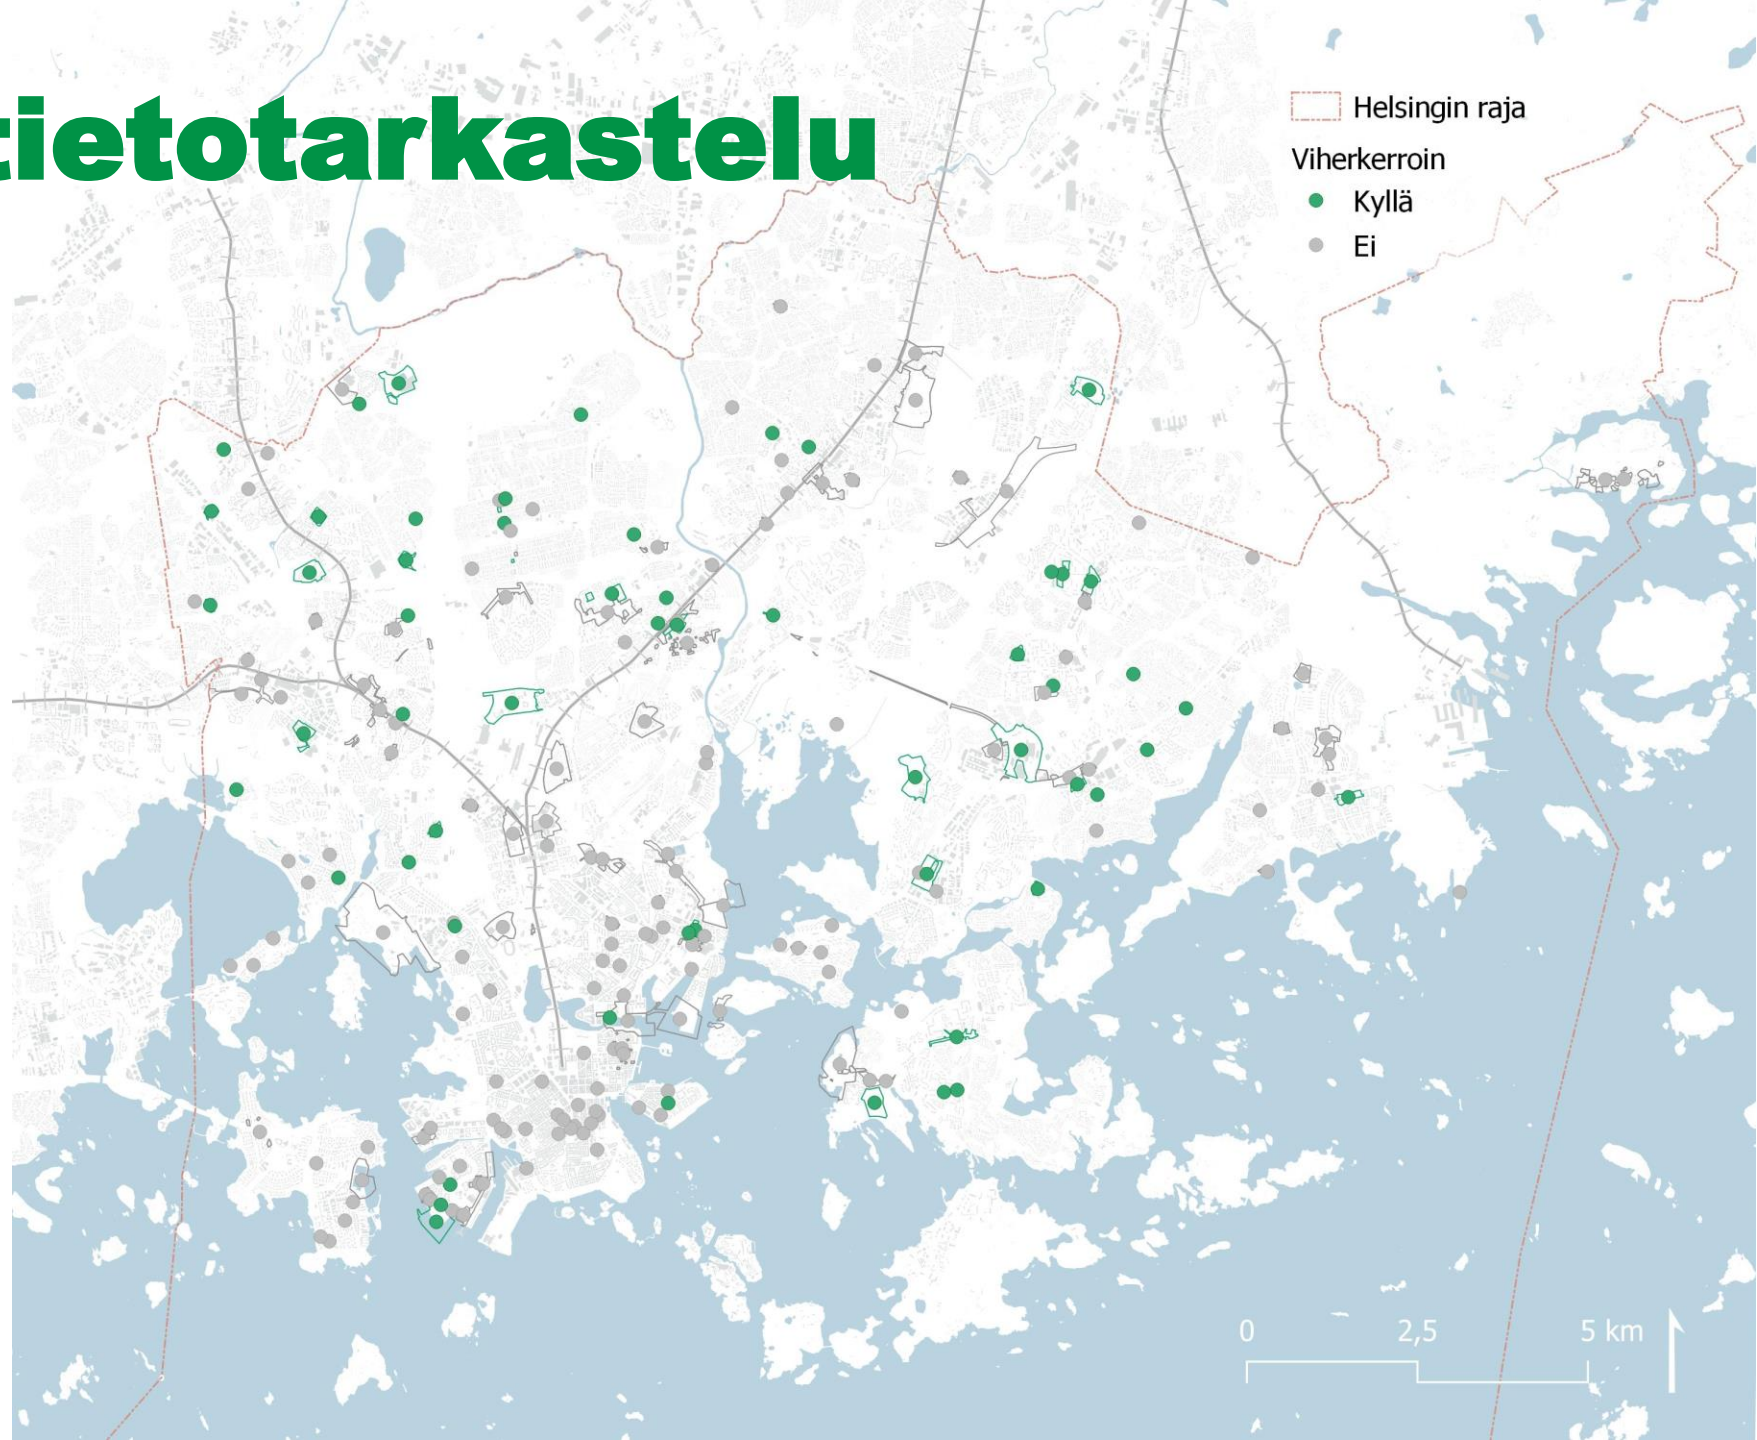 tietotarkastelu
Helsingin raja
Viherkerroin
Kyllä
Ei
0 2,5 5 km